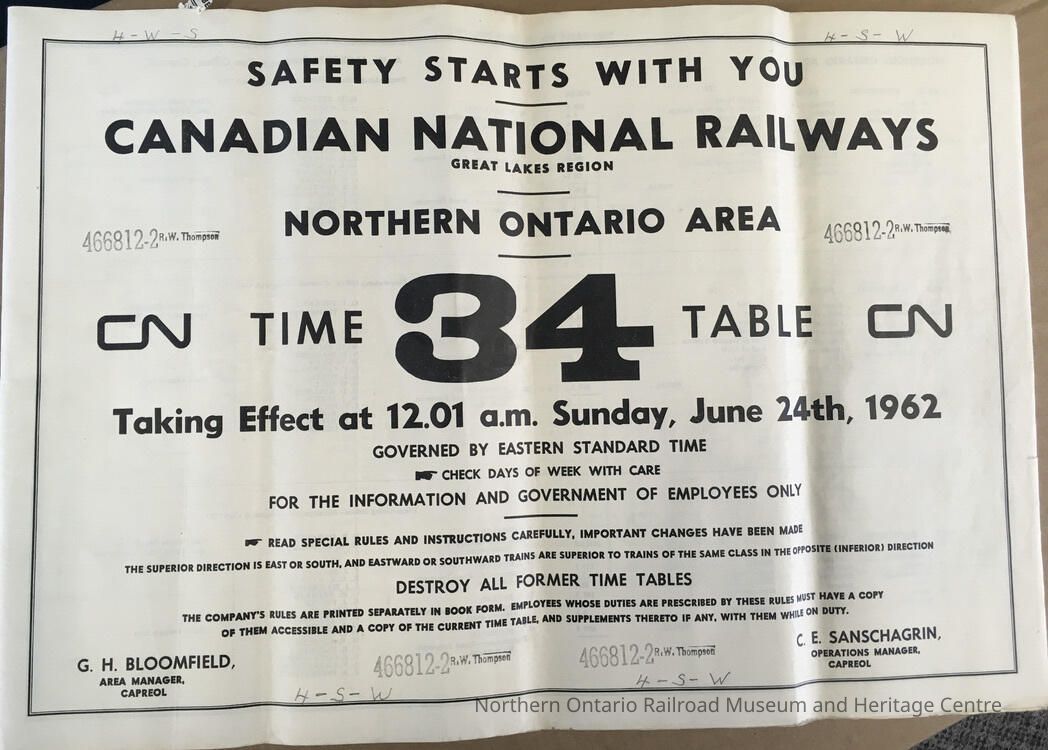 H-W-S H-S-W
SAFETY STARTS WITH YOU
CANADIAN NATIONAL RAILWAYS
GREAT LAKES REGION
NORTHERN ONTARIO AREA
466812-2 R.W. Thompson 466812-2 R.W. Thompson
CN TIME 34 TABLE CN
Taking Effect at 12.01 a.m. Sunday, June 24th, 1962
GOVERNED BY EASTERN STANDARD TIME
CHECK DAYS OF WEEK WITH CARE
FOR THE INFORMATION AND GOVERNMENT OF EMPLOYEES ONLY
READ SPECIAL RULES AND INSTRUCTIONS CAREFULLY, IMPORTANT CHANGES HAVE BEEN MADE
THE SUPERIOR DIRECTION IS EAST OR SOUTH, AND EASTWARD OR SOUTHWARD TRAINS ARE SUPERIOR TO TRAINS OF THE SAME CLASS IN THE OPPOSITE (INFERIOR) DIRECTION
DESTROY ALL FORMER TIME TABLES
THE COMPANY'S RULES ARE PRINTED SEPARATELY IN BOOK FORM. EMPLOYEES WHOSE DUTIES ARE PRESCRIBED BY THESE RULES MUST HAVE A COPY
OF THEM ACCESSIBLE AND A COPY OF THE CURRENT TIME TABLE, AND SUPPLEMENTS THERETO IF ANY, WITH THEM WHILE ON DUTY.
G. H. BLOOMFIELD,
AREA MANAGER,
CAPREOL
466812-2 R.W. Thompson 466812-2 R.W. Thompson
H-S-W H-S-W
C. E. SANSCHAGRIN,
OPERATIONS MANAGER,
CAPREOL
Northern Ontario Railroad Museum and Heritage Centre